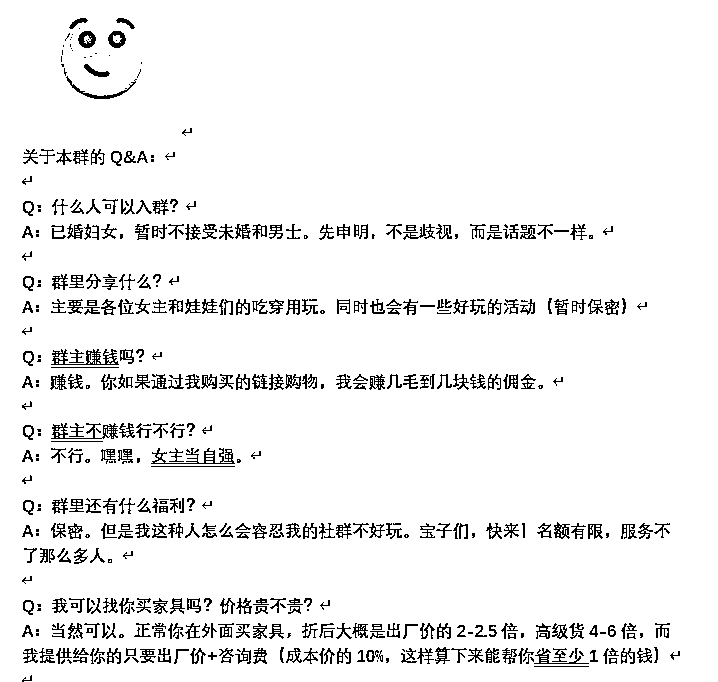 关于本群的 Q&A：
Q：什么人可以入群？
A：已婚妇女，暂时不接受未婚和男士。先申明，不是歧视，而是话题不一样。
Q：群里分享什么？
A：主要是各位女主和娃娃们的吃穿用玩。同时也会有一些好玩的活动（暂时保密）
Q：群主赚钱吗？
A：赚钱。你如果通过我购买的链接购物，我会赚几毛到几块钱的佣金。
Q：群主不赚钱行不行？
A：不行。嘿嘿，女主当自强。
Q：群里还有什么福利？
A：保密。但是我这种人怎么会容忍我的社群不好玩。宝子们，快来！名额有限，服务不
了那么多人。
Q：我可以找你买家具吗？价格贵不贵？
A：当然可以。正常你在外面买家具，折后大概是出厂价的 2-2.5 倍，高级货 4-6 倍，而
我提供给你的只要出厂价+咨询费（成本价的 10%，这样算下来能帮你省至少 1 倍的钱）